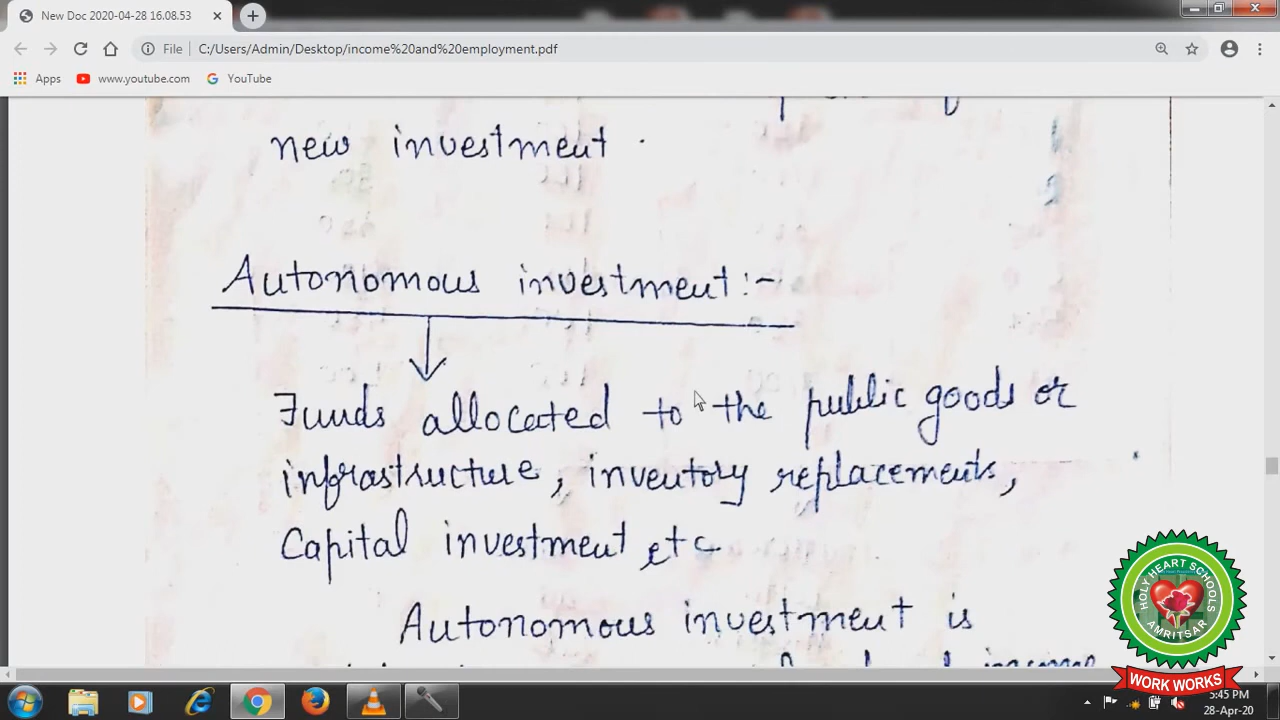 New Doc 2020-04-28 16.08.53
File C:/Users/Admin/Desktop/income%20and%20employment.pdf
Apps www.youtube.com YouTube
new investment .
Autonomous investment :-
Funds allocated to the public goods or
infrastructure, inventory replacements,
Capital investment etc
Autonomous investment is
income
HOLY HEART SCHOOLS
AMRITSAR
WORK WORKS
5:45 PM
28-Apr-20